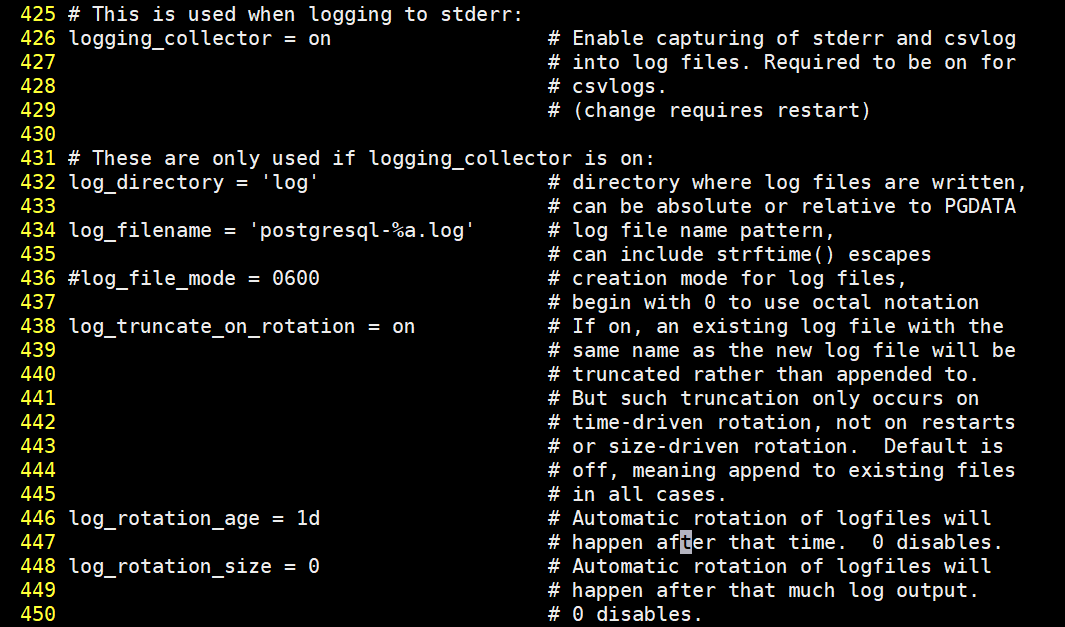 425 # This is used when logging to stderr:
426 logging_collector = on # Enable capturing of stderr and csvlog
427 # into log files. Required to be on for
428 # csvlogs.
429 # (change requires restart)
430
431 # These are only used if logging_collector is on:
432 log_directory = 'log' # directory where log files are written,
433 # can be absolute or relative to PGDATA
434 log_filename = 'postgresql-%a.log' # log file name pattern,
435 # can include strftime() escapes
436 #log_file_mode = 0600 # creation mode for log files,
437 # begin with 0 to use octal notation
438 log_truncate_on_rotation = on # If on, an existing log file with the
439 # same name as the new log file will be
440 # truncated rather than appended to.
441 # But such truncation only occurs on
442 # time-driven rotation, not on restarts
443 # or size-driven rotation.  Default is
444 # off, meaning append to existing files
445 # in all cases.
446 log_rotation_age = 1d # Automatic rotation of logfiles will
447 # happen after that time.  0 disables.
448 log_rotation_size = 0 # Automatic rotation of logfiles will
449 # happen after that much log output.
450 # 0 disables.